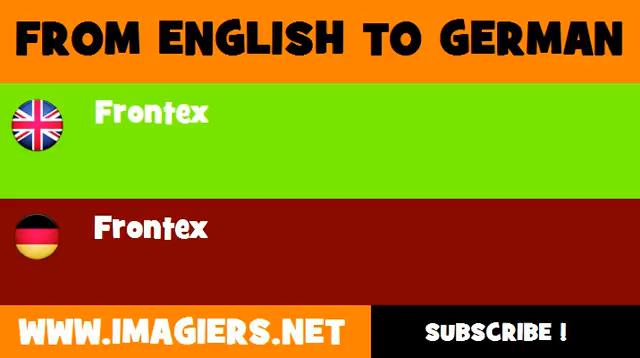 FROM ENGLISH TO GERMAN
Frontex
Frontex
WWW.IMAGIERS.NET
SUBSCRIBE !